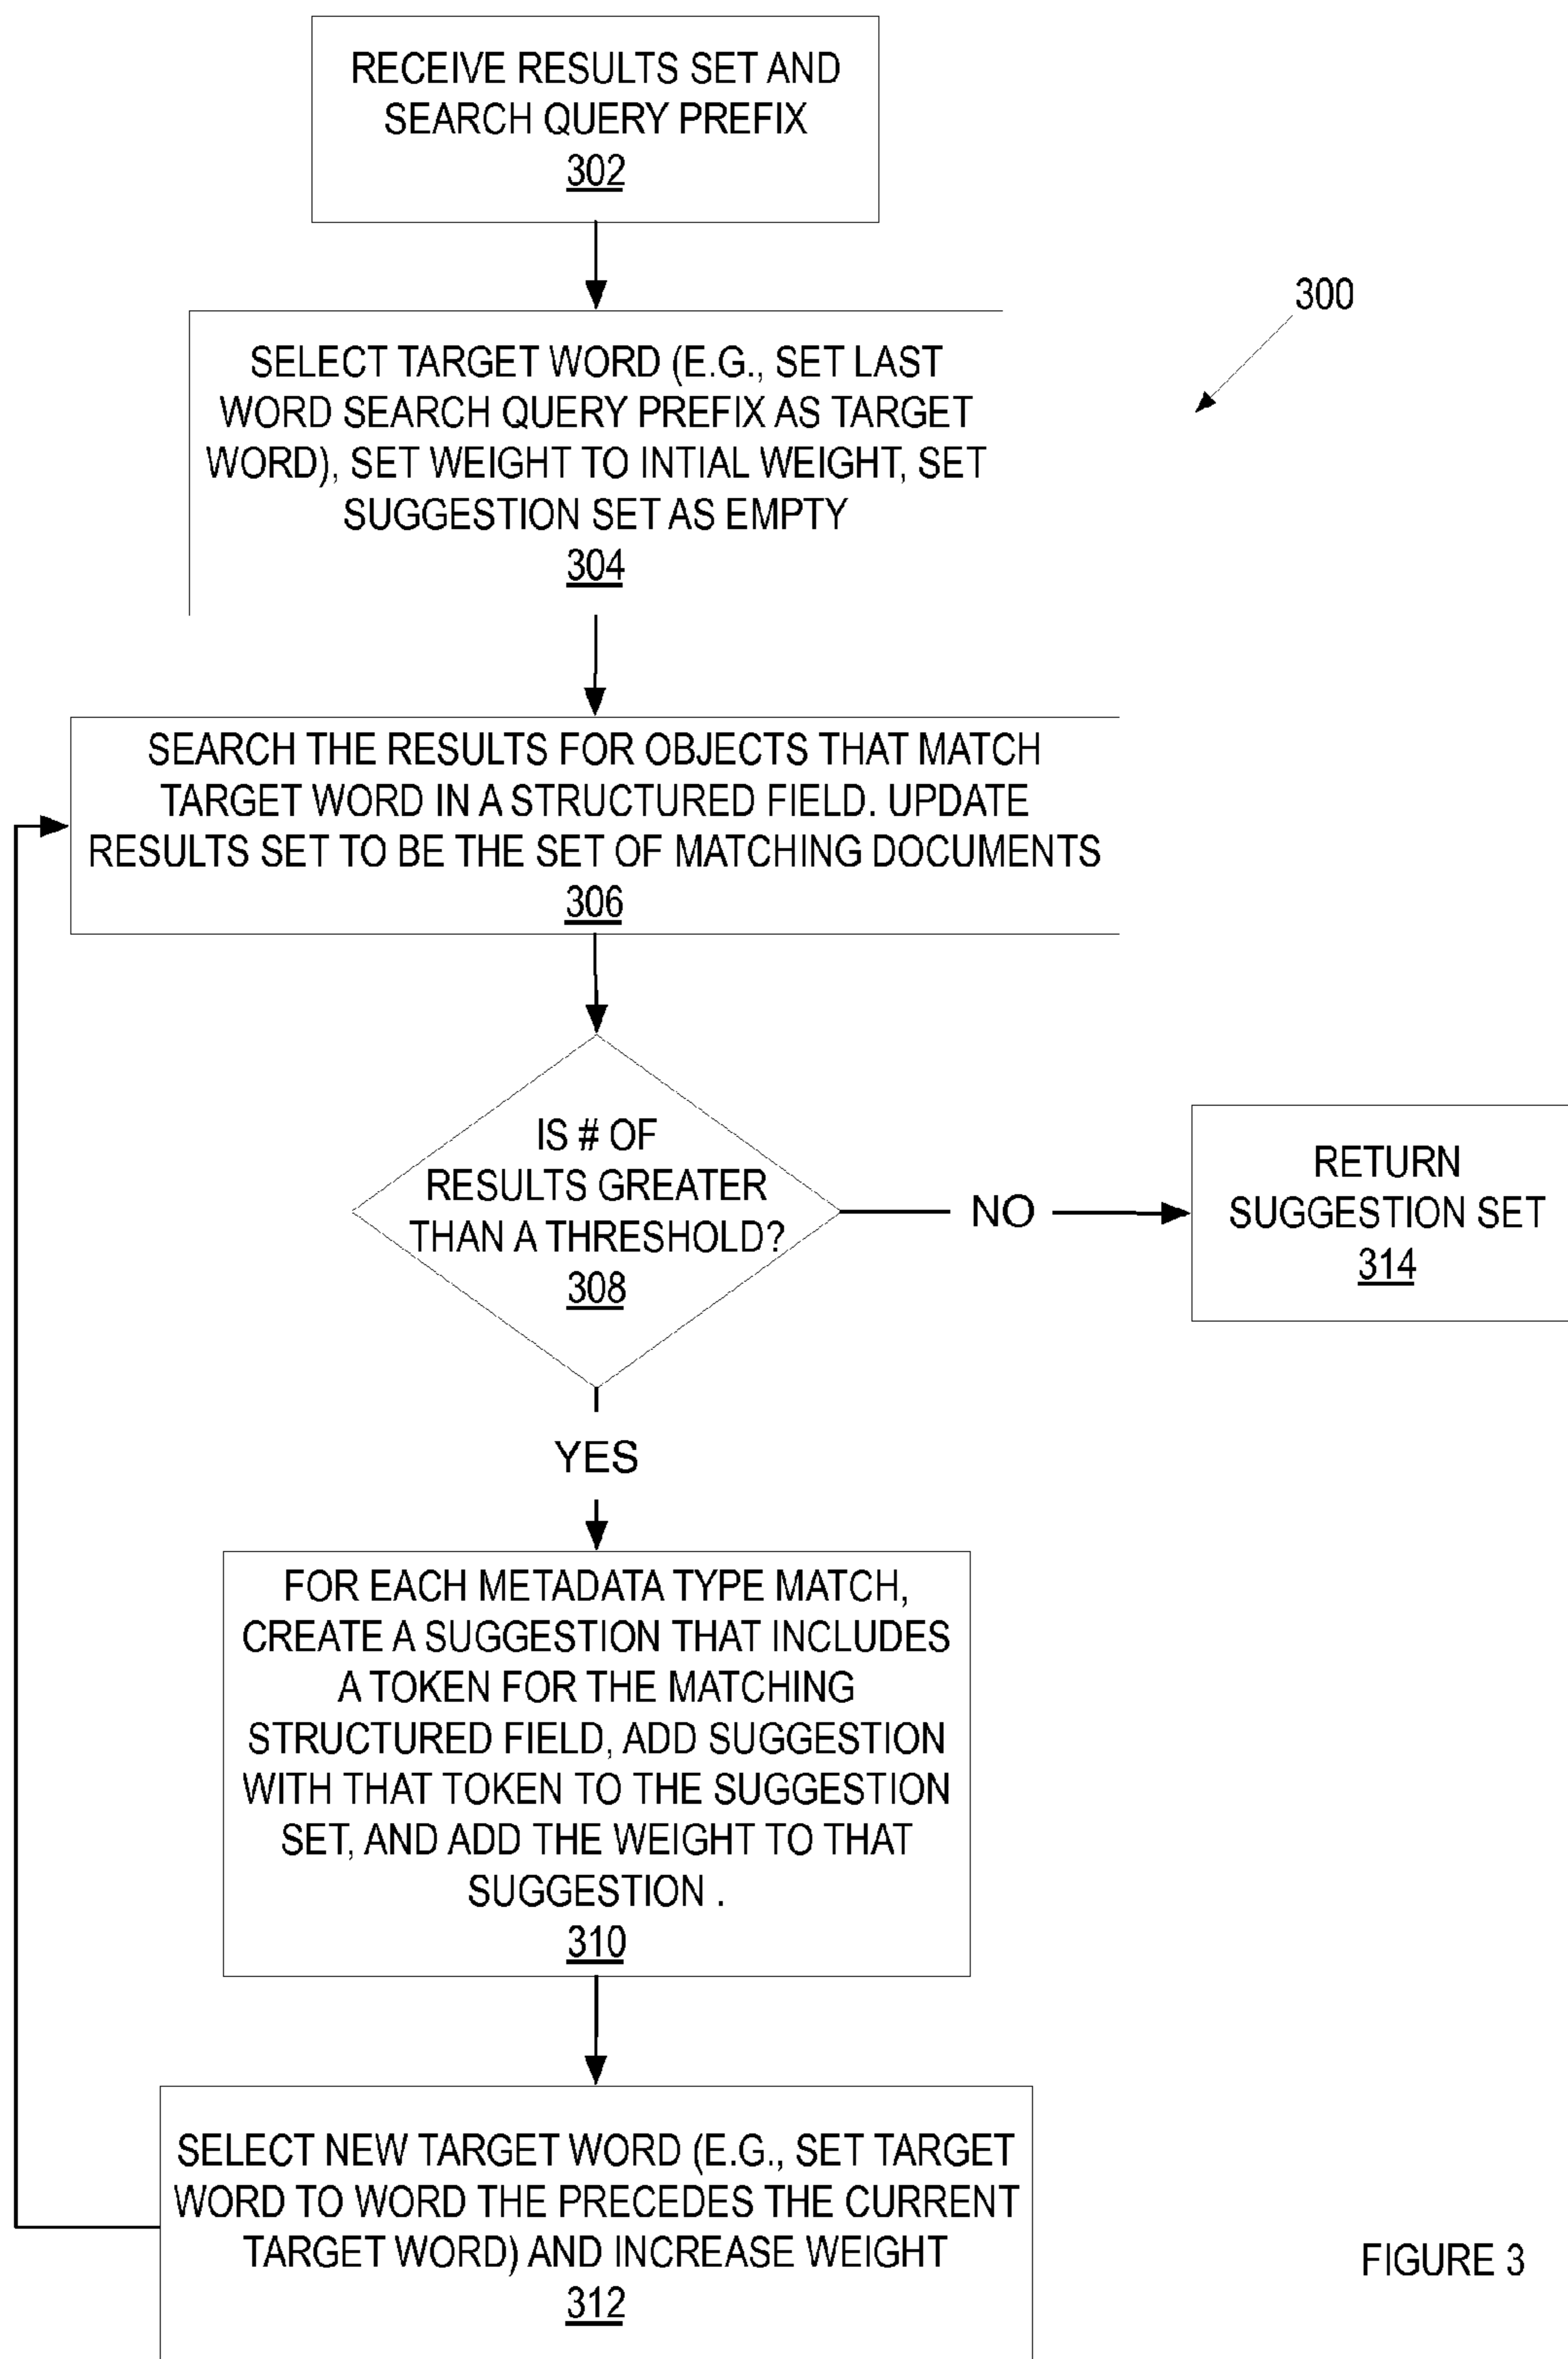 RECEIVE RESULTS SET AND
SEARCH QUERY PREFIX
302
300
SELECT TARGET WORD (E.G., SET LAST
WORD SEARCH QUERY PREFIX AS TARGET
WORD), SET WEIGHT TO INTIAL WEIGHT, SET
SUGGESTION SET AS EMPTY
304
SEARCH THE RESULTS FOR OBJECTS THAT MATCH
TARGET WORD IN A STRUCTURED FIELD. UPDATE
RESULTS SET TO BE THE SET OF MATCHING DOCUMENTS
306
IS # OF
RESULTS GREATER
THAN A THRESHOLD?
308
NO
RETURN
SUGGESTION SET
314
YES
FOR EACH METADATA TYPE MATCH,
CREATE A SUGGESTION THAT INCLUDES
A TOKEN FOR THE MATCHING
STRUCTURED FIELD, ADD SUGGESTION
WITH THAT TOKEN TO THE SUGGESTION
SET, AND ADD THE WEIGHT TO THAT
SUGGESTION .
310
SELECT NEW TARGET WORD (E.G., SET TARGET
WORD TO WORD THE PRECEDES THE CURRENT
TARGET WORD) AND INCREASE WEIGHT
312
FIGURE 3